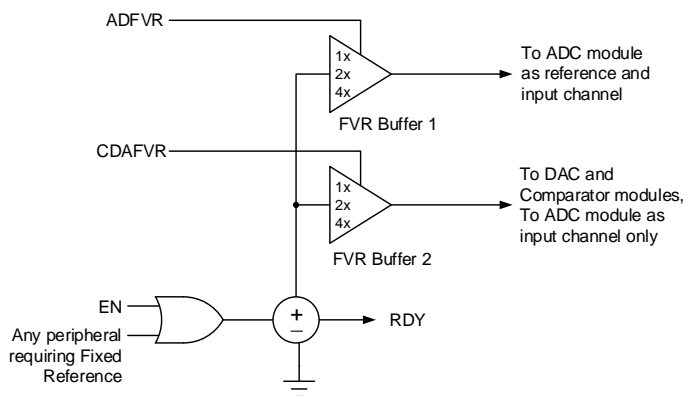 ADFVR
1x
2x
4x
To ADC module
as reference and
input channel
FVR Buffer 1
CDAFVR
1x
2x
4x
To DAC and
Comparator modules,
To ADC module as
input channel only
FVR Buffer 2
EN
Any peripheral
requiring Fixed
Reference
+
–
RDY